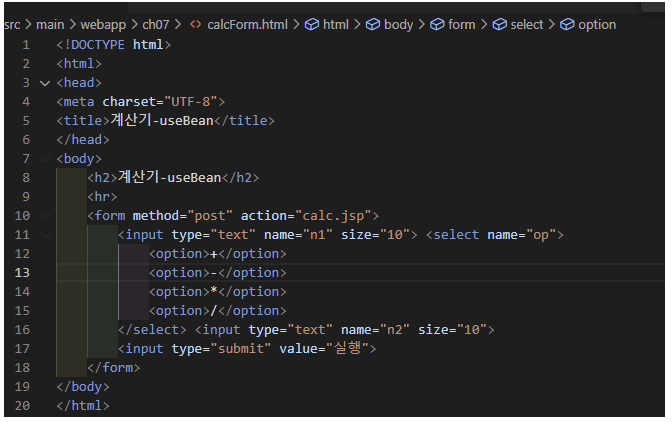 src > main > webapp > ch07 > <> calcForm.html > html > body > form > select > option
1 <!DOCTYPE html>
2 <html>
3 <head>
4 <meta charset="UTF-8">
5 <title>계산기-useBean</title>
6 </head>
7 <body>
8 <h2>계산기-useBean</h2>
9 <hr>
10 <form method="post" action="calc.jsp">
11 <input type="text" name="n1" size="10"> <select name="op">
12 <option>+</option>
13 <option>-</option>
14 <option>*</option>
15 <option>/</option>
16 </select> <input type="text" name="n2" size="10">
17 <input type="submit" value="실행">
18 </form>
19 </body>
20 </html>